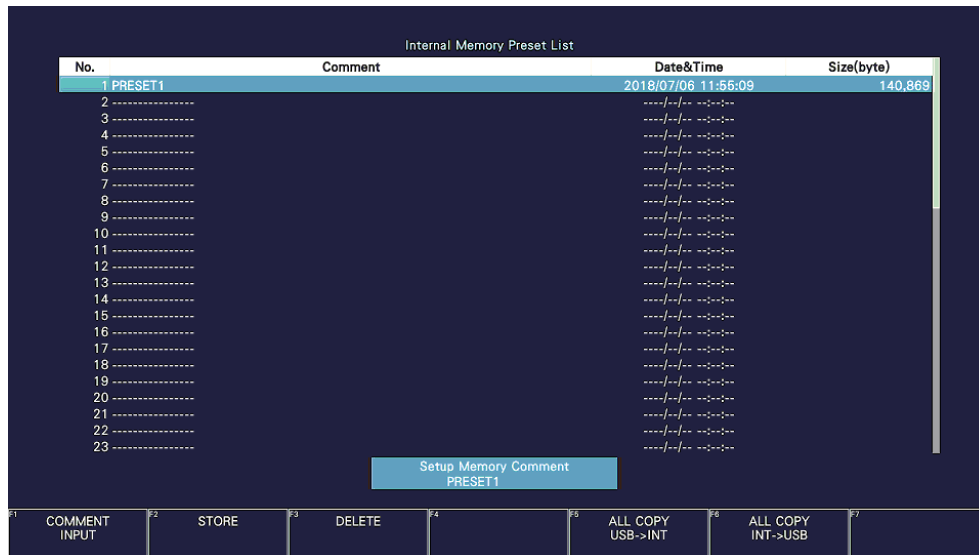 Internal Memory Preset List
No. Comment Date&Time Size(byte)
1 PRESET1 2018/07/06 11:55:09 140,869
2 ---------------- ----/--/-- --:--:--
3 ---------------- ----/--/-- --:--:--
4 ---------------- ----/--/-- --:--:--
5 ---------------- ----/--/-- --:--:--
6 ---------------- ----/--/-- --:--:--
7 ---------------- ----/--/-- --:--:--
8 ---------------- ----/--/-- --:--:--
9 ---------------- ----/--/-- --:--:--
10 ---------------- ----/--/-- --:--:--
11 ---------------- ----/--/-- --:--:--
12 ---------------- ----/--/-- --:--:--
13 ---------------- ----/--/-- --:--:--
14 ---------------- ----/--/-- --:--:--
15 ---------------- ----/--/-- --:--:--
16 ---------------- ----/--/-- --:--:--
17 ---------------- ----/--/-- --:--:--
18 ---------------- ----/--/-- --:--:--
19 ---------------- ----/--/-- --:--:--
20 ---------------- ----/--/-- --:--:--
21 ---------------- ----/--/-- --:--:--
22 ---------------- ----/--/-- --:--:--
23 ---------------- ----/--/-- --:--:--
Setup Memory Comment
PRESET1
F1 COMMENT INPUT
F2 STORE
F3 DELETE
F4
F5 ALL COPY USB->INT
F6 ALL COPY INT->USB
F7